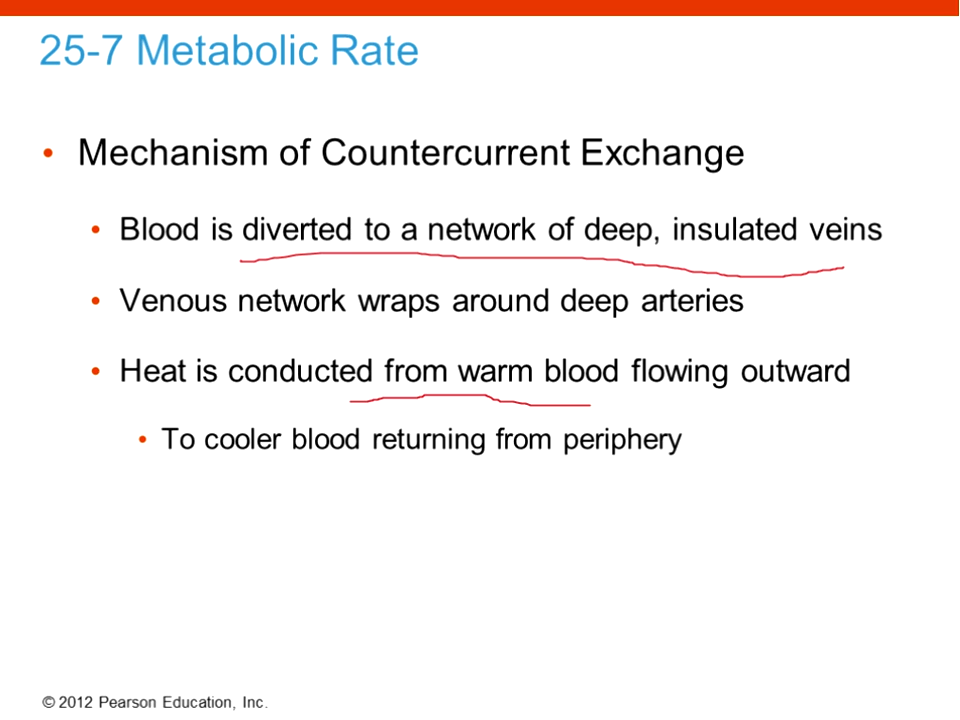 25-7 Metabolic Rate
• Mechanism of Countercurrent Exchange
• Blood is diverted to a network of deep, insulated veins
• Venous network wraps around deep arteries
• Heat is conducted from warm blood flowing outward
• To cooler blood returning from periphery
© 2012 Pearson Education, Inc.